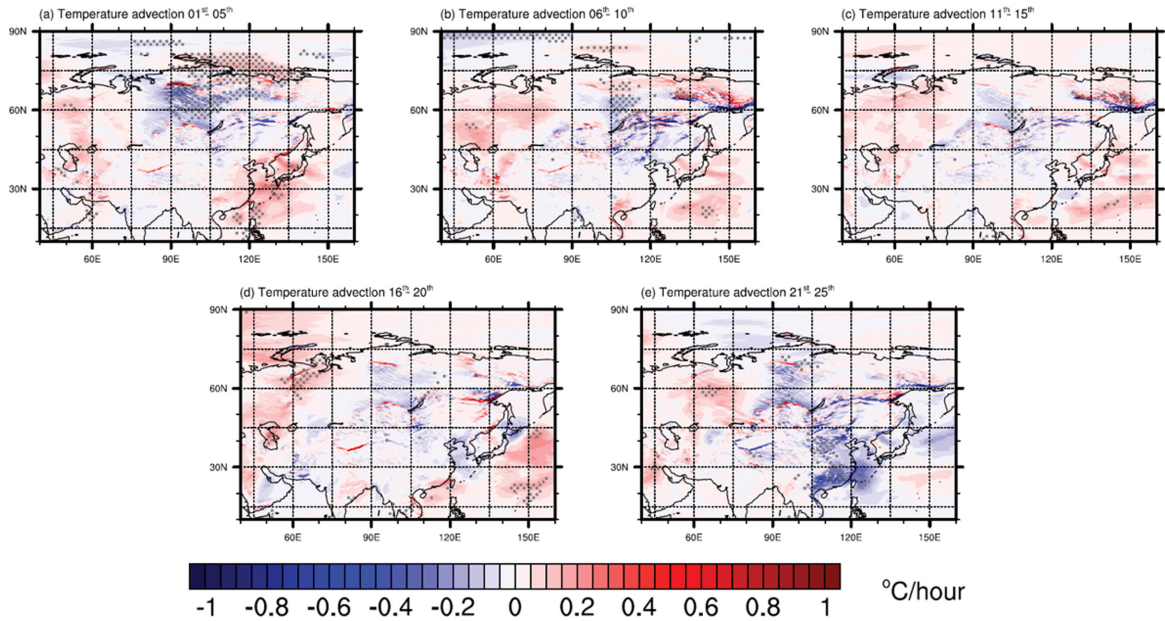 (a) Temperature advection 01st- 05th
(b) Temperature advection 06th- 10th
(c) Temperature advection 11th- 15th
90N
60N
30N
60E 90E 120E 150E
90N
60N
30N
60E 90E 120E 150E
90N
60N
30N
60E 90E 120E 150E
(d) Temperature advection 16th- 20th
(e) Temperature advection 21st- 25th
90N
60N
30N
60E 90E 120E 150E
90N
60N
30N
60E 90E 120E 150E
-1 -0.8 -0.6 -0.4 -0.2 0 0.2 0.4 0.6 0.8 1
°C/hour